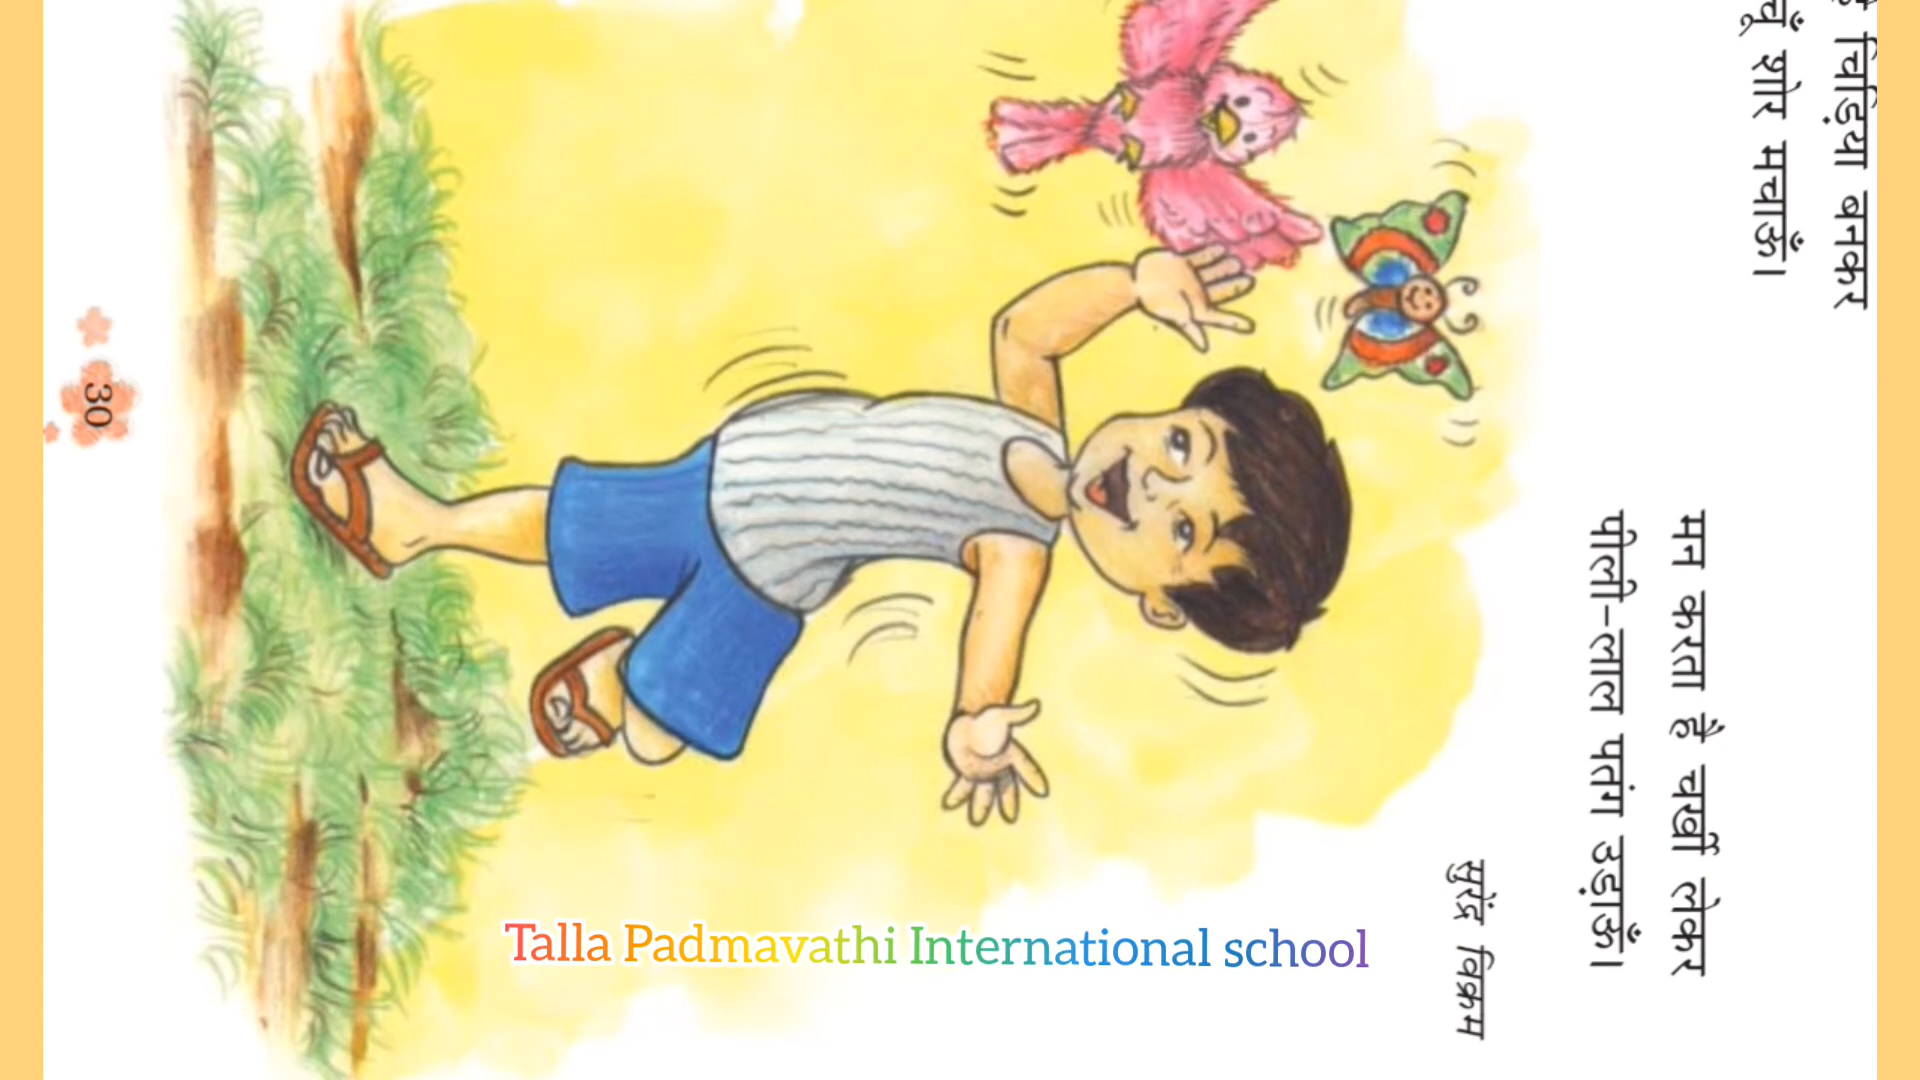 चिड़िया बनकर
चूँ शोर मचाऊँ।
मन करता है चर्खी लेकर
पीली-लाल पतंग उड़ाऊँ।
सुरेंद्र विक्रम
30
Talla Padmavathi International school